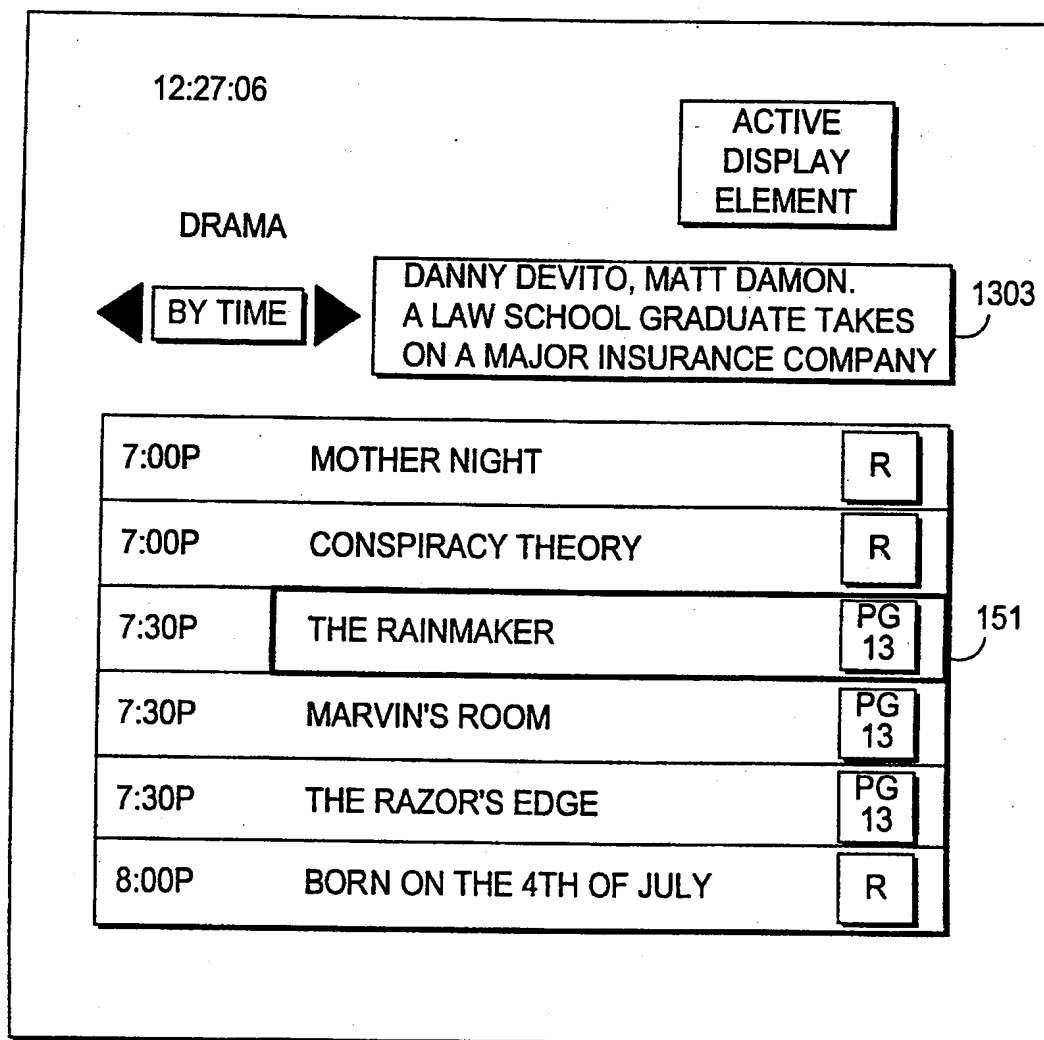 12:27:06
ACTIVE
DISPLAY
ELEMENT
DRAMA
BY TIME
DANNY DEVITO, MATT DAMON.
A LAW SCHOOL GRADUATE TAKES
ON A MAJOR INSURANCE COMPANY
1303
7:00P MOTHER NIGHT R
7:00P CONSPIRACY THEORY R
7:30P THE RAINMAKER PG 13
151
7:30P MARVIN'S ROOM PG 13
7:30P THE RAZOR'S EDGE PG 13
8:00P BORN ON THE 4TH OF JULY R